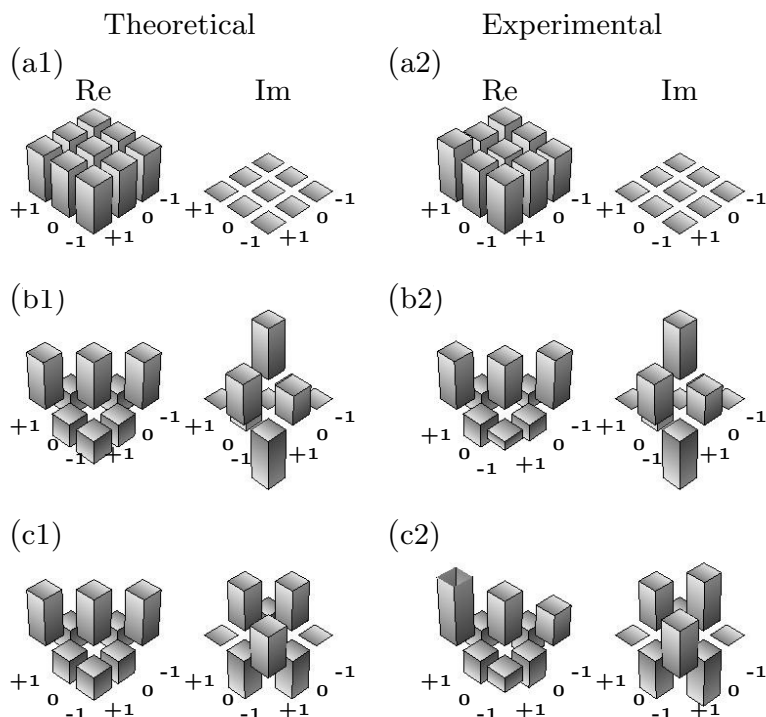 Theoretical Experimental
(a1) (a2)
Re Im Re Im
+1 0 -1 +1 0 -1 +1 0 -1 +1 0 -1 +1 0 -1 +1 0 -1 +1 0 -1 +1 0 -1
(b1) (b2)
+1 0 -1 +1 0 -1 +1 0 -1 +1 0 -1 +1 0 -1 +1 0 -1 +1 0 -1 +1 0 -1
(c1) (c2)
+1 0 -1 +1 0 -1 +1 0 -1 +1 0 -1 +1 0 -1 +1 0 -1 +1 0 -1 +1 0 -1